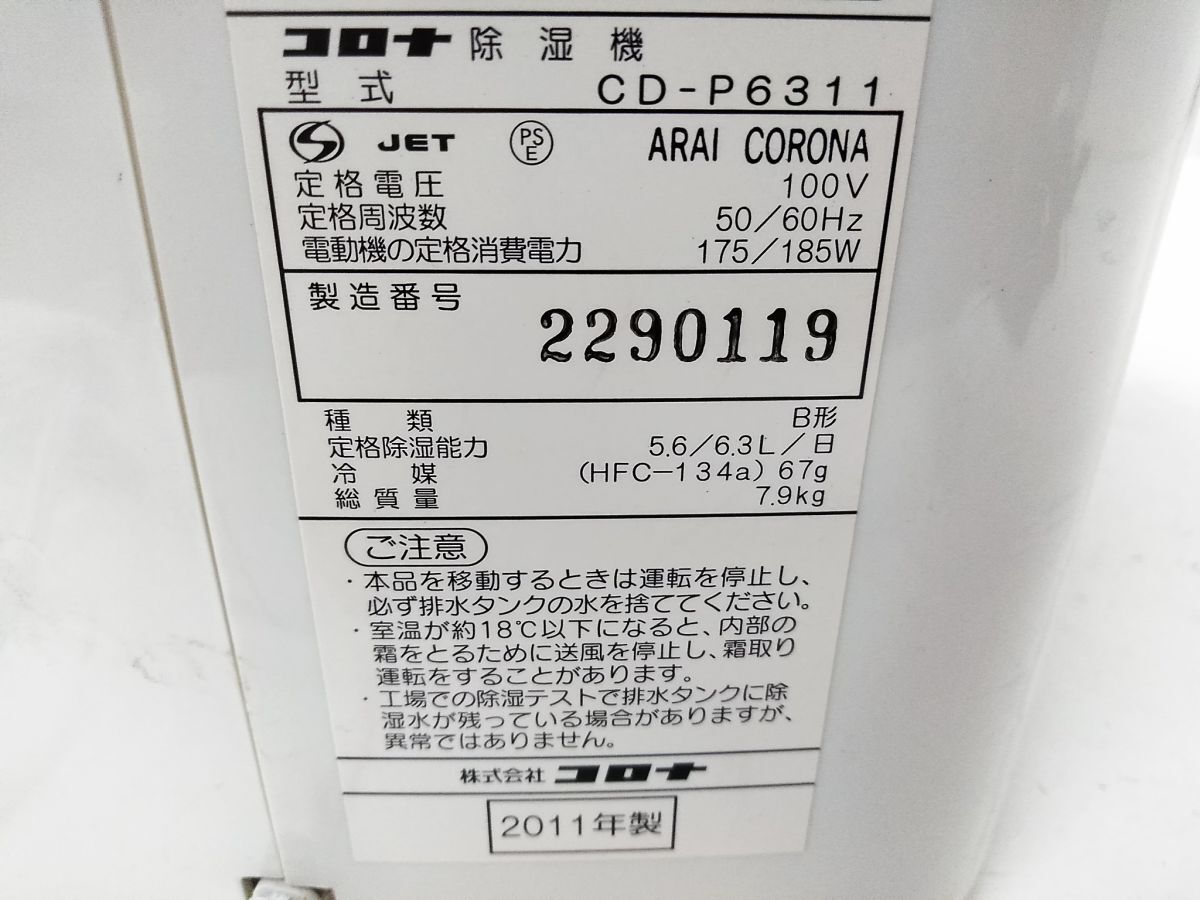 コロナ 除湿機
型式 CD-P6311
JET PSE ARAI CORONA
定格電圧 100V
定格周波数 50/60Hz
電動機の定格消費電力 175/185W
製造番号 2290119
種類 B形
定格除湿能力 5.6/6.3L/日
冷媒 (HFC-134a) 67g
総質量 7.9kg
ご注意
・本品を移動するときは運転を停止し、
必ず排水タンクの水を捨ててください。
・室温が約18℃以下になると、内部の
霜をとるために送風を停止し、霜取り
運転をすることがあります。
・工場での除湿テストで排水タンクに除
湿水が残っている場合がありますが、
異常ではありません。
株式会社 コロナ
2011年製